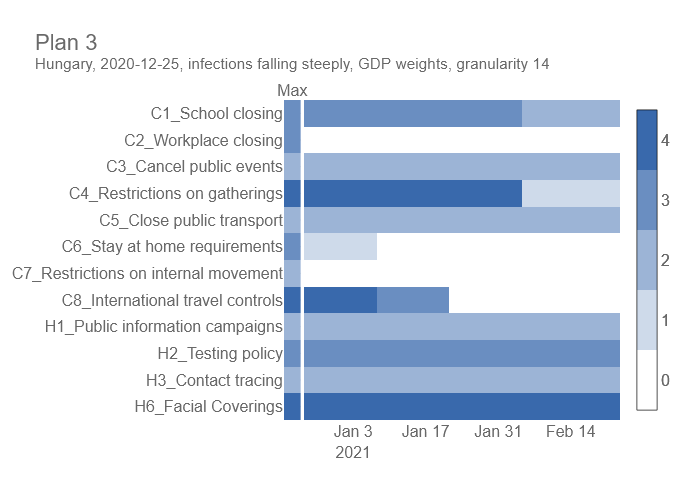 Plan 3
Hungary, 2020-12-25, infections falling steeply, GDP weights, granularity 14
Max
C1_School closing
C2_Workplace closing
C3_Cancel public events
C4_Restrictions on gatherings
C5_Close public transport
C6_Stay at home requirements
C7_Restrictions on internal movement
C8_International travel controls
H1_Public information campaigns
H2_Testing policy
H3_Contact tracing
H6_Facial Coverings
Jan 3 Jan 17 Jan 31 Feb 14
2021
4
3
2
1
0